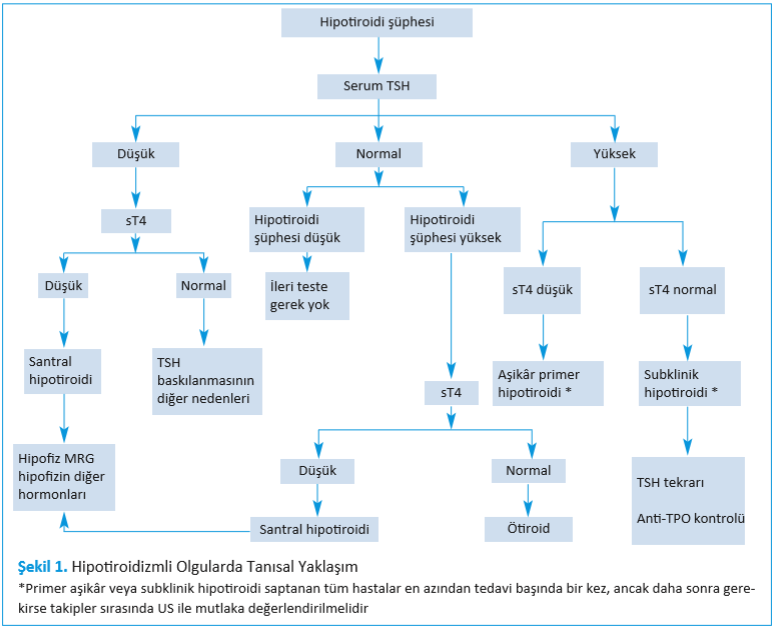 Hipotiroidi şüphesi
Serum TSH
Düşük
Normal
Yüksek
sT4
Hipotiroidi
şüphesi düşük
Hipotiroidi
şüphesi yüksek
Düşük
Normal
İleri teste
gerek yok
sT4 düşük
sT4 normal
Santral
hipotiroidi
TSH
baskılanmasının
diğer nedenleri
sT4
Aşikâr primer
hipotiroidi *
Subklinik
hipotiroidi *
Hipofiz MRG
hipofizin diğer
hormonları
Düşük
Normal
TSH tekrarı
Anti-TPO kontrolü
Santral hipotiroidi
Ötiroid
Şekil 1. Hipotiroidizmli Olgularda Tanısal Yaklaşım
*Primer aşikâr veya subklinik hipotiroidi saptanan tüm hastalar en azından tedavi başında bir kez, ancak daha sonra gere-
kirse takipler sırasında US ile mutlaka değerlendirilmelidir